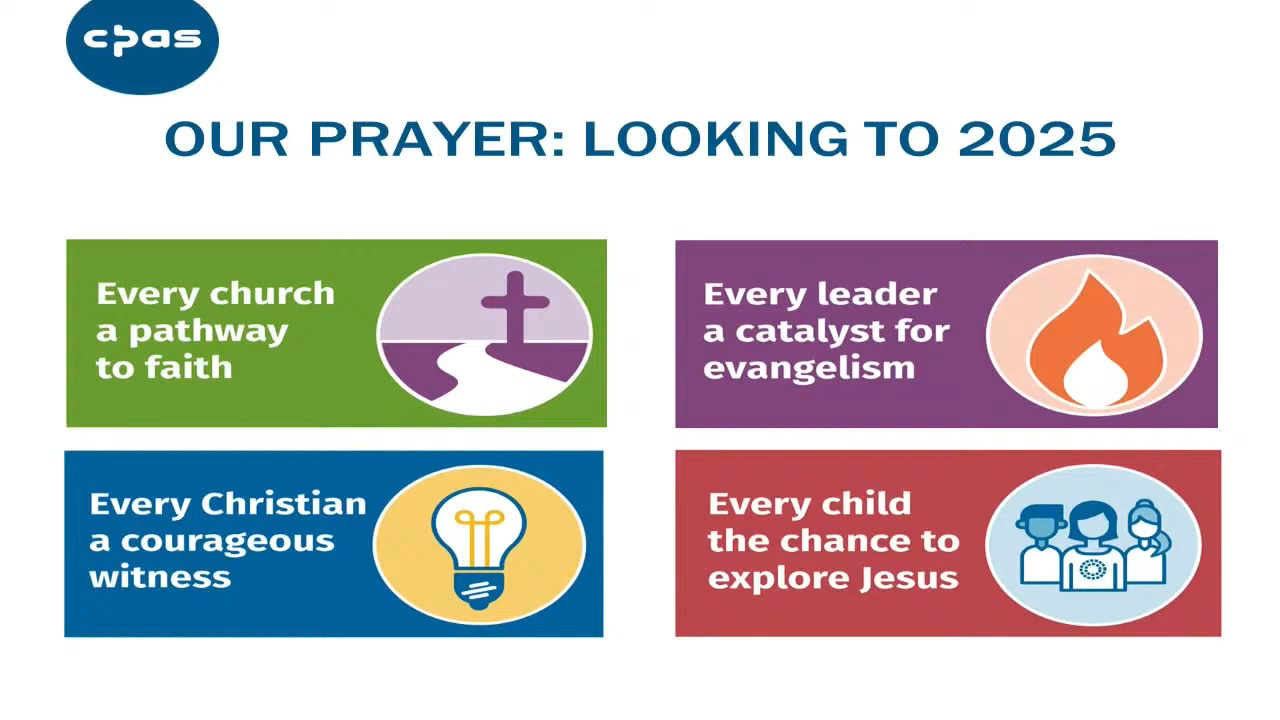 cpas
OUR PRAYER: LOOKING TO 2025
Every church
a pathway
to faith
Every leader
a catalyst for
evangelism
Every Christian
a courageous
witness
Every child
the chance to
explore Jesus